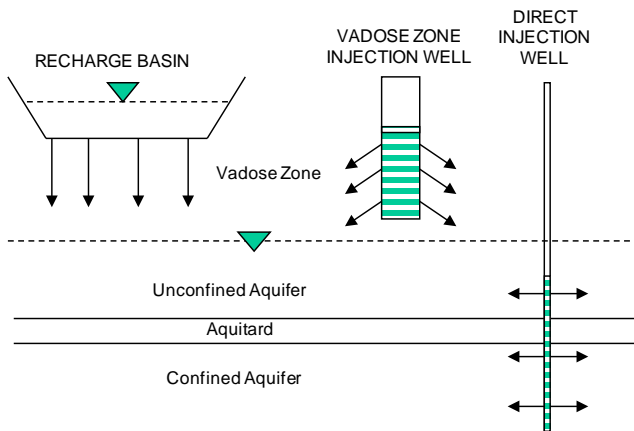 RECHARGE BASIN
VADOSE ZONE
INJECTION WELL
DIRECT
INJECTION
WELL
Vadose Zone
Unconfined Aquifer
Aquitard
Confined Aquifer